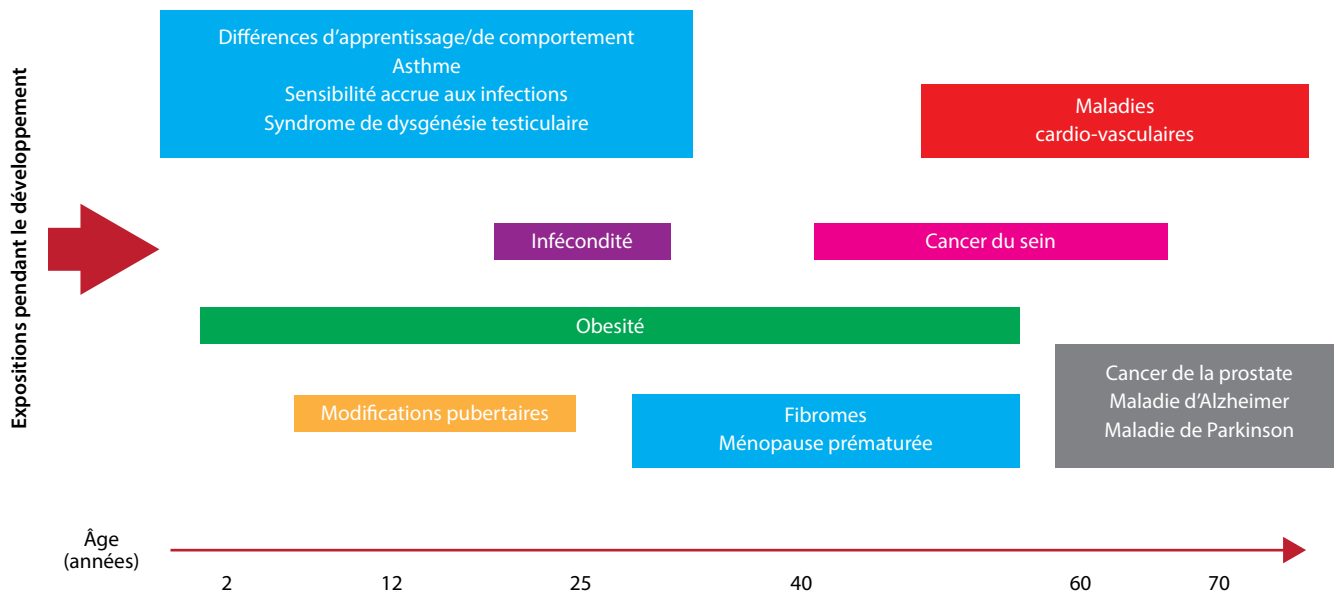 Expositions pendant le développement
Différences d'apprentissage/de comportement
Asthme
Sensibilité accrue aux infections
Syndrome de dysgénésie testiculaire
Maladies
cardio-vasculaires
Infécondité
Cancer du sein
Obesité
Modifications pubertaires
Fibromes
Ménopause prématurée
Cancer de la prostate
Maladie d'Alzheimer
Maladie de Parkinson
Âge
(années)
2 12 25 40 60 70